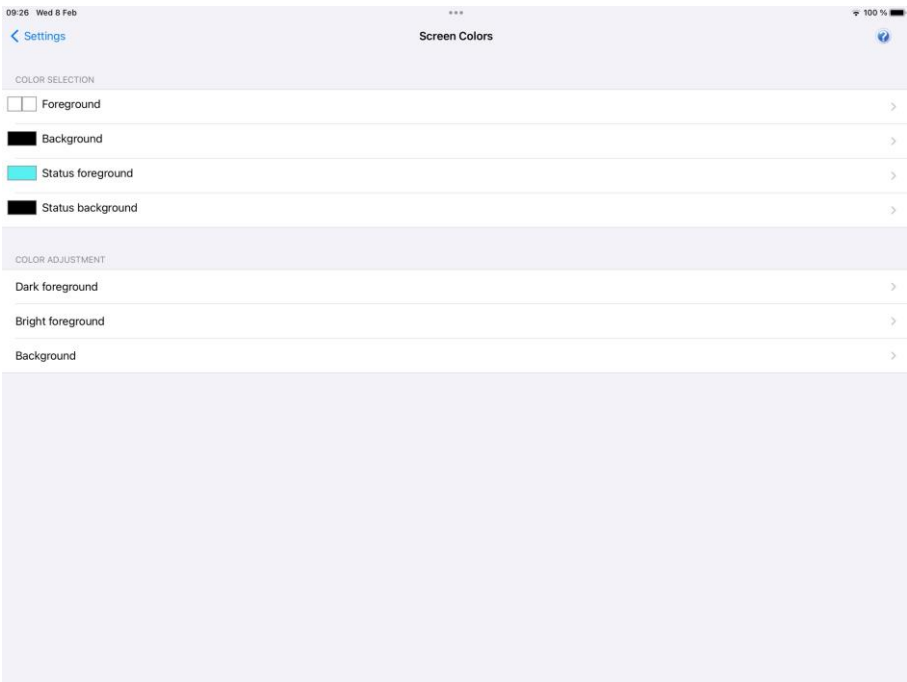 09:26 Wed 8 Feb 100 %
Settings Screen Colors ?
COLOR SELECTION
Foreground
Background
Status foreground
Status background
COLOR ADJUSTMENT
Dark foreground
Bright foreground
Background